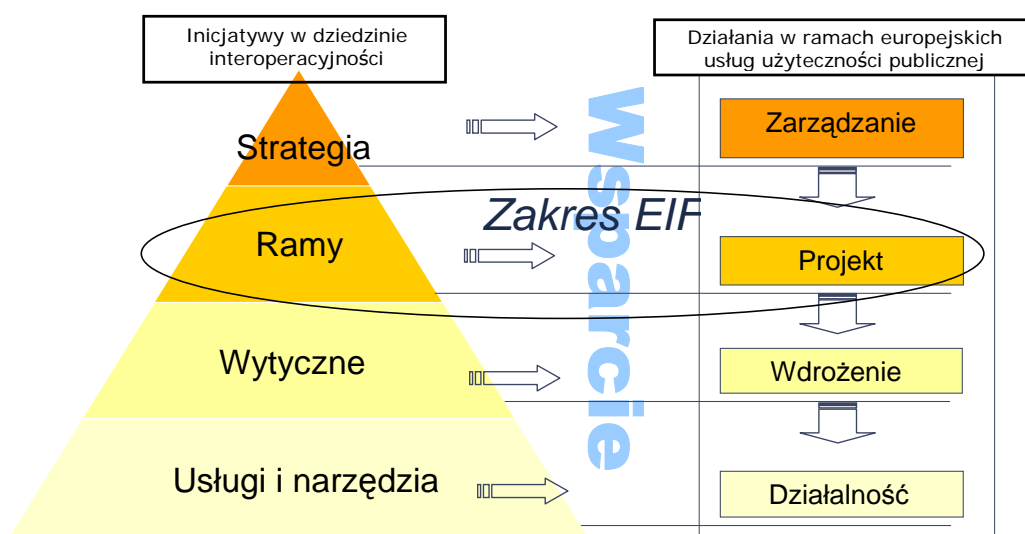 Inicjatywy w dziedzinie
interoperacyjności
Działania w ramach europejskich
usług użyteczności publicznej
Strategia
Zarządzanie
Wsparcie
Zakres EIF
Ramy
Projekt
Wytyczne
Wdrożenie
Usługi i narzędzia
Działalność